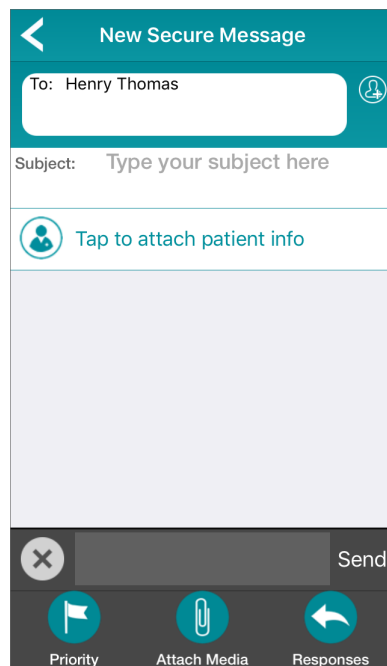 New Secure Message
To: Henry Thomas
Subject: Type your subject here
Tap to attach patient info
Send
Priority Attach Media Responses